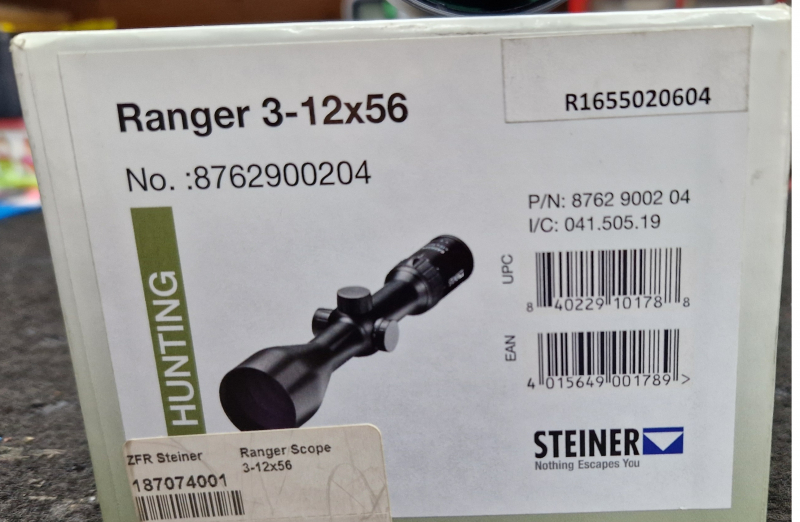 Ranger 3-12x56
R1655020604
No. :8762900204
P/N: 8762 9002 04
I/C: 041.505.19
HUNTING
UPC
8 40229 10178 8
EAN
4 015649 001789 >
STEINER
Nothing Escapes You
ZFR Steiner
Ranger Scope
3-12x56
187074001